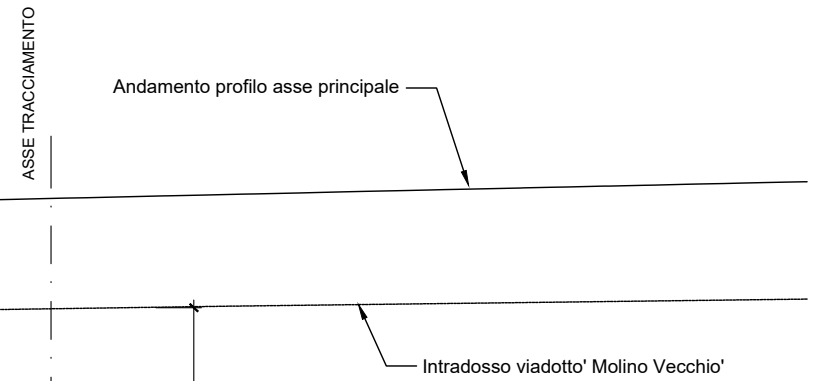 ASSE TRACCIAMENTO
Andamento profilo asse principale
Intradosso viadotto' Molino Vecchio'